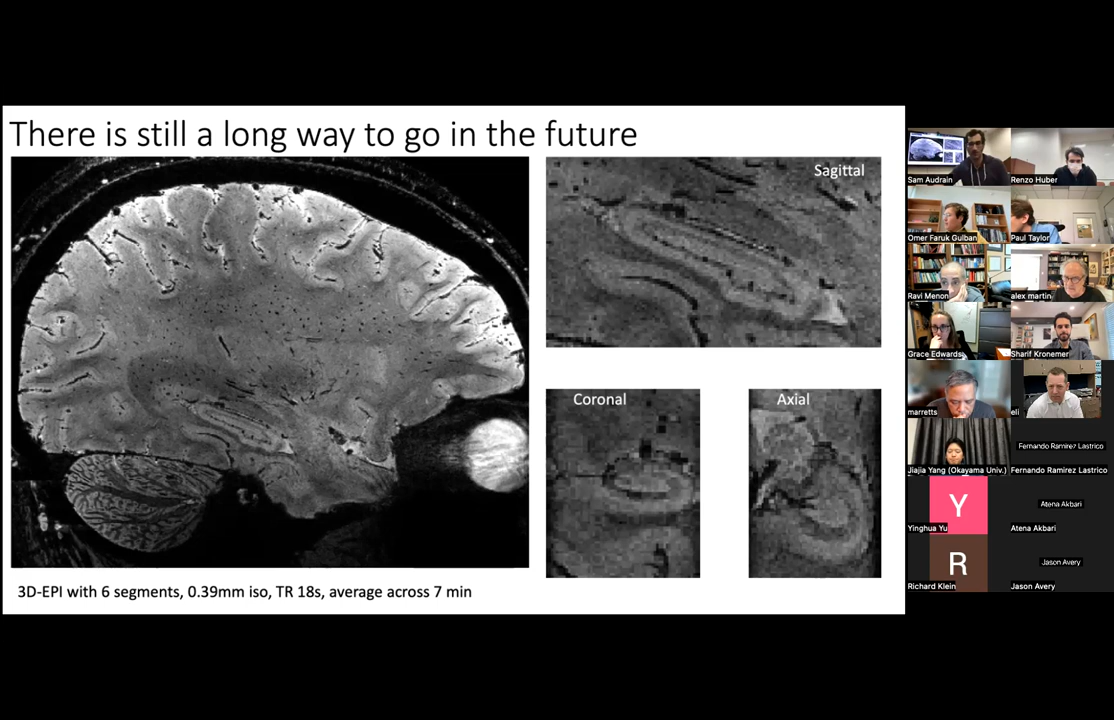 There is still a long way to go in the future
Sagittal
Coronal
Axial
3D-EPI with 6 segments, 0.39mm iso, TR 18s, average across 7 min
Sam Audrain
Renzo Huber
Omer Faruk Gulban
Paul Taylor
Ravi Menon
alex martin
Grace Edwards
Sharif Kronemer
marretts
eli
Jiajia Yang (Okayama Univ.)
Fernando Ramirez Lastrico
Fernando Ramirez Lastrico
Y
Yinghua Yu
Atena Akbari
Atena Akbari
R
Richard Klein
Jason Avery
Jason Avery